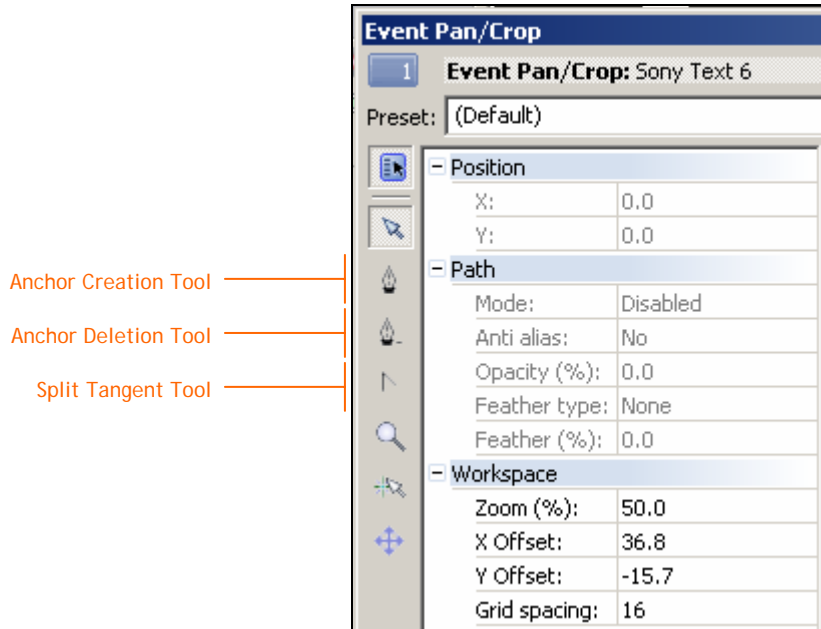 Event Pan/Crop
1 Event Pan/Crop: Sony Text 6
Preset: (Default)
Position
X: 0.0
Y: 0.0
Anchor Creation Tool
Path
Mode: Disabled
Anchor Deletion Tool
Anti alias: No
Opacity (%): 0.0
Split Tangent Tool
Feather type: None
Feather (%): 0.0
Workspace
Zoom (%): 50.0
X Offset: 36.8
Y Offset: -15.7
Grid spacing: 16